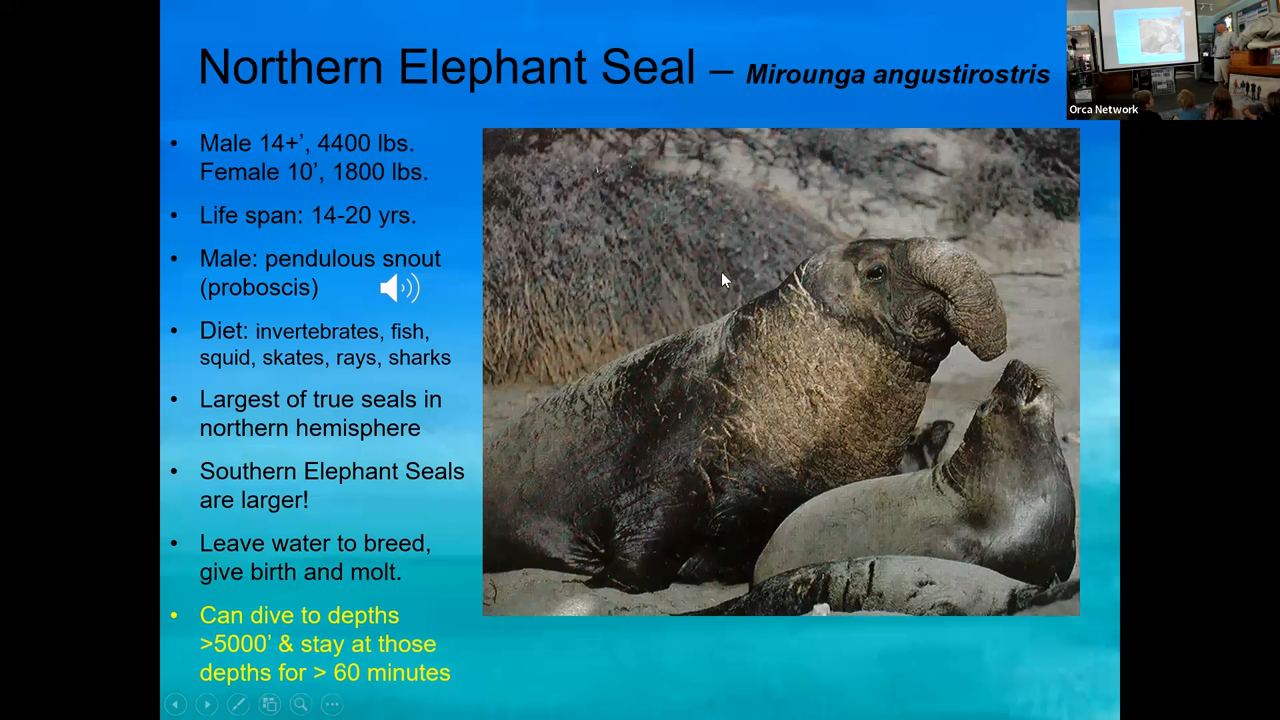 Northern Elephant Seal – Mirounga angustirostris
Orca Network
• Male 14+’, 4400 lbs.
Female 10’, 1800 lbs.
• Life span: 14-20 yrs.
• Male: pendulous snout
(proboscis)
• Diet: invertebrates, fish,
squid, skates, rays, sharks
• Largest of true seals in
northern hemisphere
• Southern Elephant Seals
are larger!
• Leave water to breed,
give birth and molt.
• Can dive to depths
>5000’ & stay at those
depths for > 60 minutes